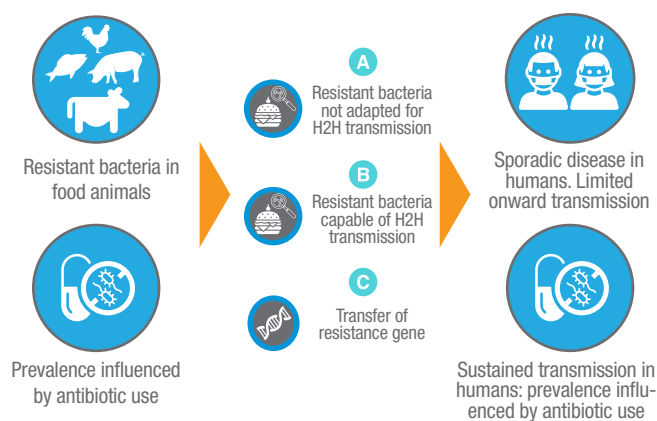 Resistant bacteria in
food animals
Prevalence influenced
by antibiotic use
A
Resistant bacteria
not adapted for
H2H transmission
B
Resistant bacteria
capable of H2H
transmission
C
Transfer of
resistance gene
Sporadic disease in
humans. Limited
onward transmission
Sustained transmission in
humans: prevalence influ-
enced by antibiotic use